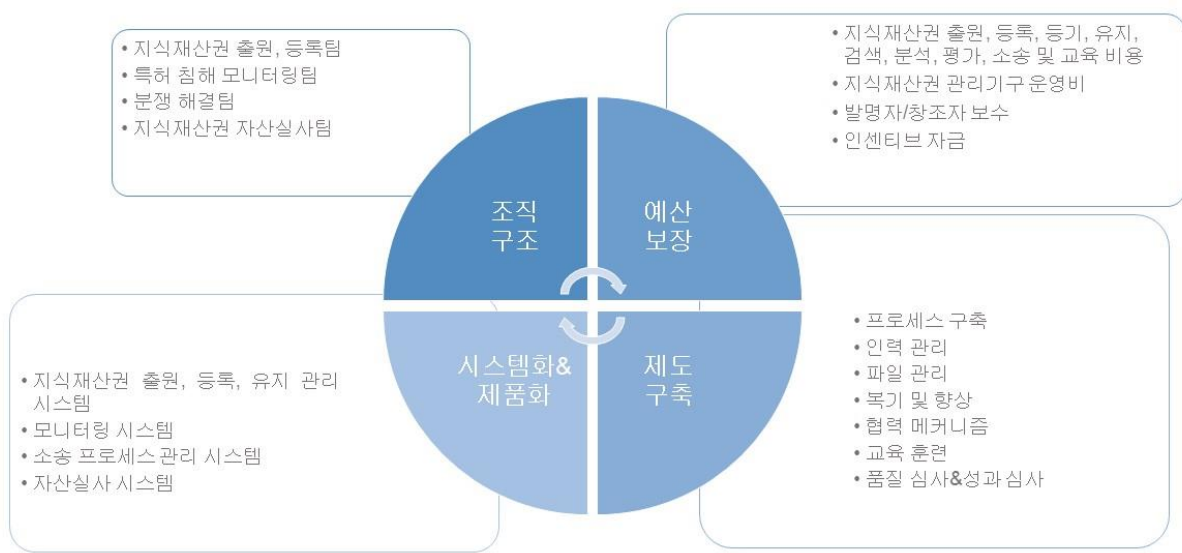 • 지식재산권 출원, 등록팀
• 특허 침해 모니터링팀
• 분쟁 해결팀
• 지식재산권 자산실사팀
• 지식재산권 출원, 등록, 등기, 유지,
검색, 분석, 평가, 소송 및 교육 비용
• 지식재산권 관리기구 운영비
• 발명자/창조자 보수
• 인센티브 자금
조직
구조
예산
보장
시스템화&
제품화
제도
구축
• 지식재산권 출원, 등록, 유지 관리
시스템
• 모니터링 시스템
• 소송 프로세스 관리 시스템
• 자산실사 시스템
• 프로세스 구축
• 인력 관리
• 파일 관리
• 복기 및 향상
• 협력 메커니즘
• 교육 훈련
• 품질 심사&성과 심사